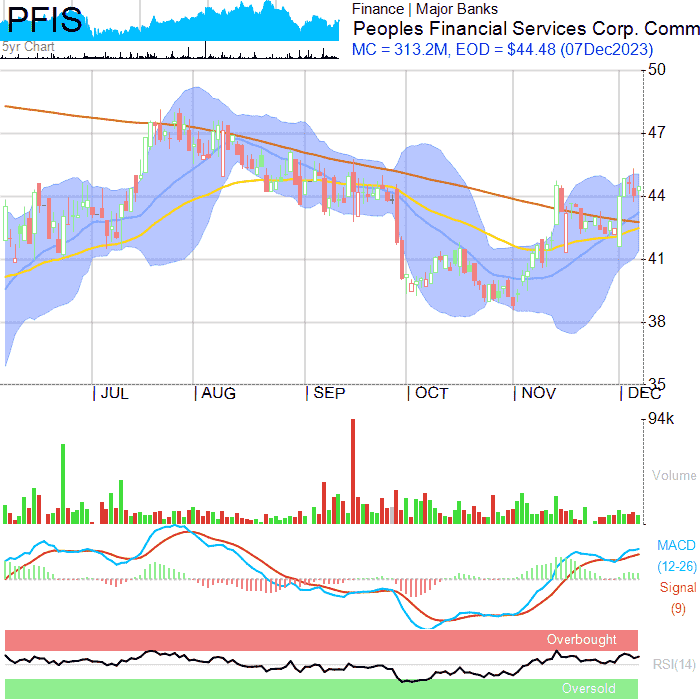 PFIS
5yr Chart
Finance | Major Banks
Peoples Financial Services Corp. Comm
MC = 313.2M, EOD = $44.48 (07Dec2023)
50
47
44
41
38
35
JUL AUG SEP OCT NOV DEC
94k
Volume
MACD
(12-26)
Signal
(9)
Overbought
RSI(14)
Oversold